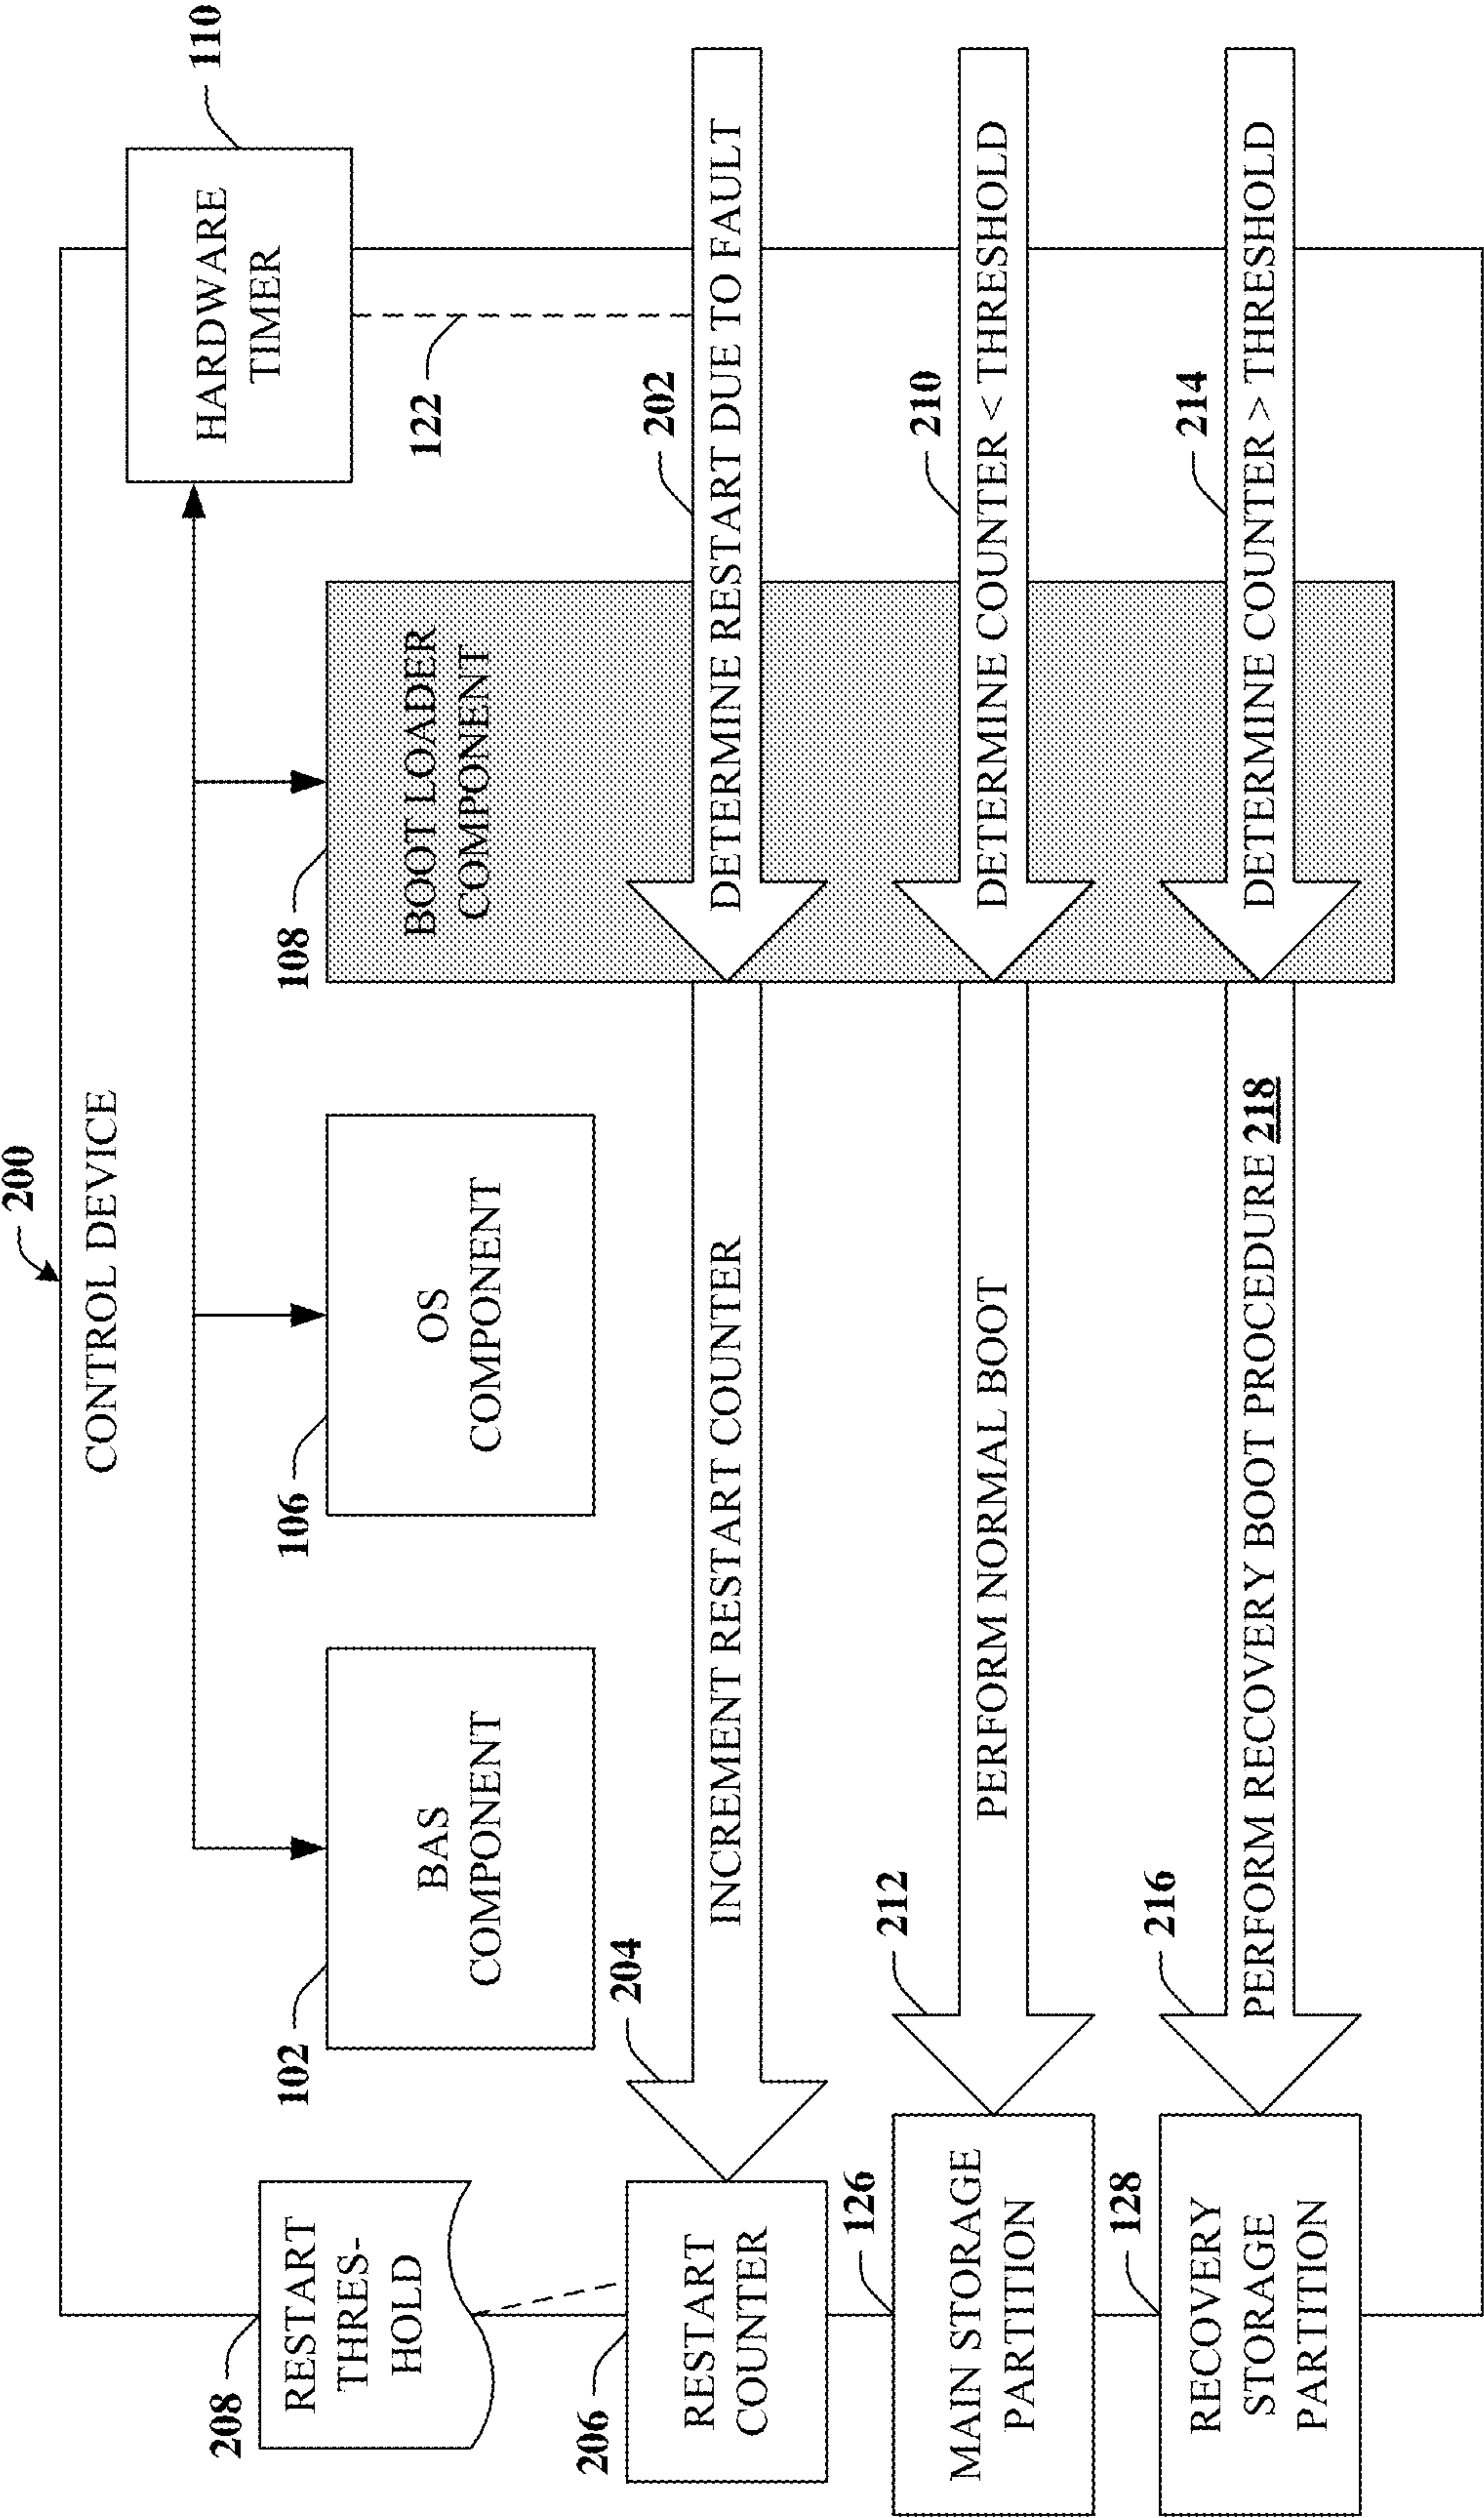 200
CONTROL DEVICE
110
HARDWARE
TIMER
122
108
BOOT LOADER
COMPONENT
106
OS
COMPONENT
102
BAS
COMPONENT
208
RESTART
THRES-
HOLD
202
DETERMINE RESTART DUE TO FAULT
INCREMENT RESTART COUNTER
204
206
RESTART
COUNTER
210
DETERMINE COUNTER < THRESHOLD
PERFORM NORMAL BOOT
212
126
MAIN STORAGE
PARTITION
214
DETERMINE COUNTER > THRESHOLD
PERFORM RECOVERY BOOT PROCEDURE 218
216
128
RECOVERY
STORAGE
PARTITION